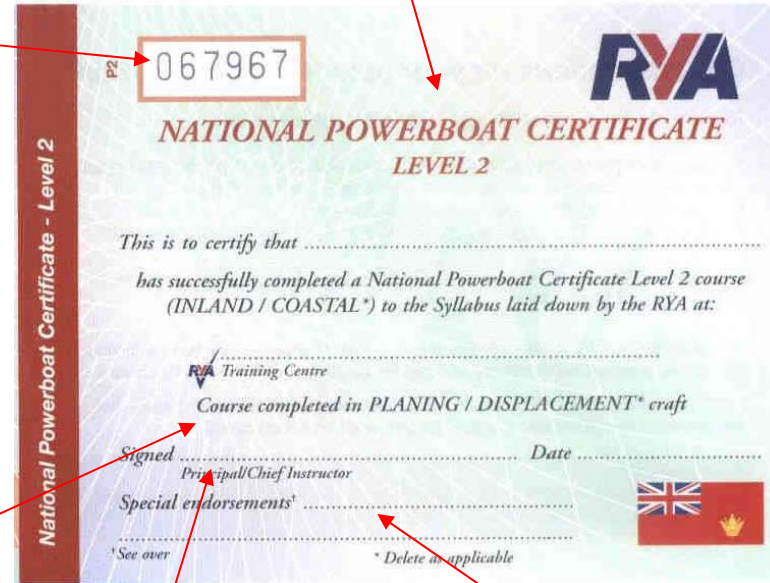 P2
067967
RYA
NATIONAL POWERBOAT CERTIFICATE
LEVEL 2
National Powerboat Certificate - Level 2
This is to certify that
has successfully completed a National Powerboat Certificate Level 2 course
(INLAND / COASTAL*) to the Syllabus laid down by the RYA at:
RYA Training Centre
Course completed in PLANING / DISPLACEMENT* craft
Signed Date
Principal/Chief Instructor
Special endorsements†
†See over * Delete as applicable